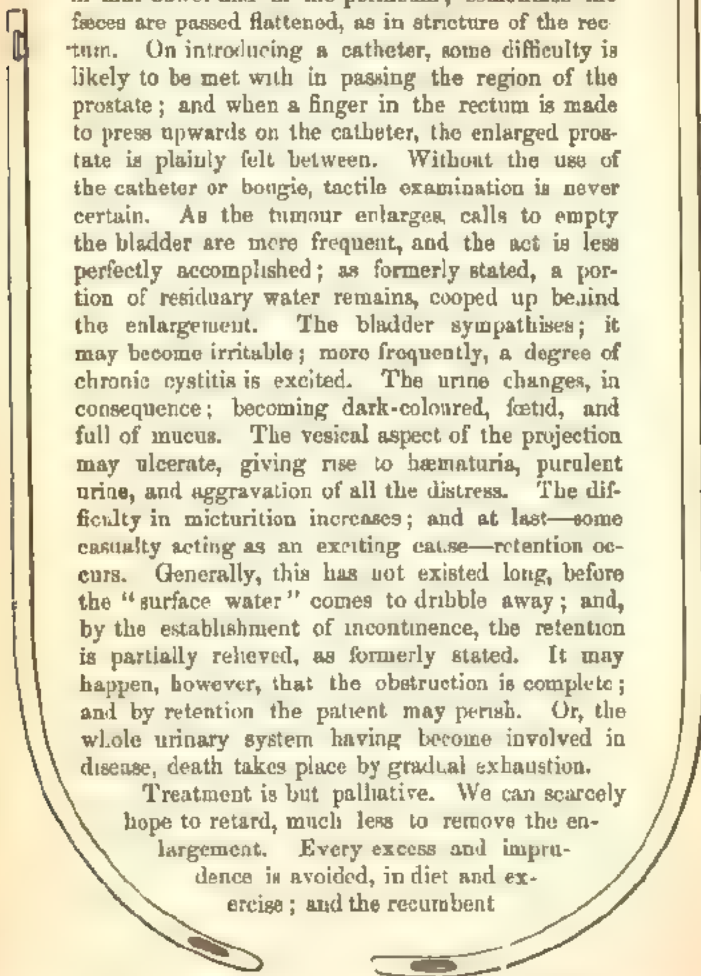 fæces are passed flattened, as in stricture of the rec
tum. On introducing a catheter, some difficulty is
likely to be met with in passing the region of the
prostate; and when a finger in the rectum is made
to press upwards on the catheter, the enlarged pros-
tate is plainly felt between. Without the use of
the catheter or bougie, tactile examination is never
certain. As the tumour enlarges, calls to empty
the bladder are more frequent, and the act is less
perfectly accomplished; as formerly stated, a por-
tion of residuary water remains, cooped up behind
the enlargement. The bladder sympathises; it
may become irritable; more frequently, a degree of
chronic cystitis is excited. The urine changes, in
consequence; becoming dark-coloured, fœtid, and
full of mucus. The vesical aspect of the projection
may ulcerate, giving rise to hæmaturia, purulent
urine, and aggravation of all the distress. The dif-
ficulty in micturition increases; and at last—some
casualty acting as an exciting cause—retention oc-
curs. Generally, this has not existed long, before
the "surface water" comes to dribble away; and,
by the establishment of incontinence, the retention
is partially relieved, as formerly stated. It may
happen, however, that the obstruction is complete;
and by retention the patient may perish. Or, the
whole urinary system having become involved in
disease, death takes place by gradual exhaustion.
Treatment is but palliative. We can scarcely
hope to retard, much less to remove the en-
largement. Every excess and impru-
dence is avoided, in diet and ex-
ercise; and the recumbent